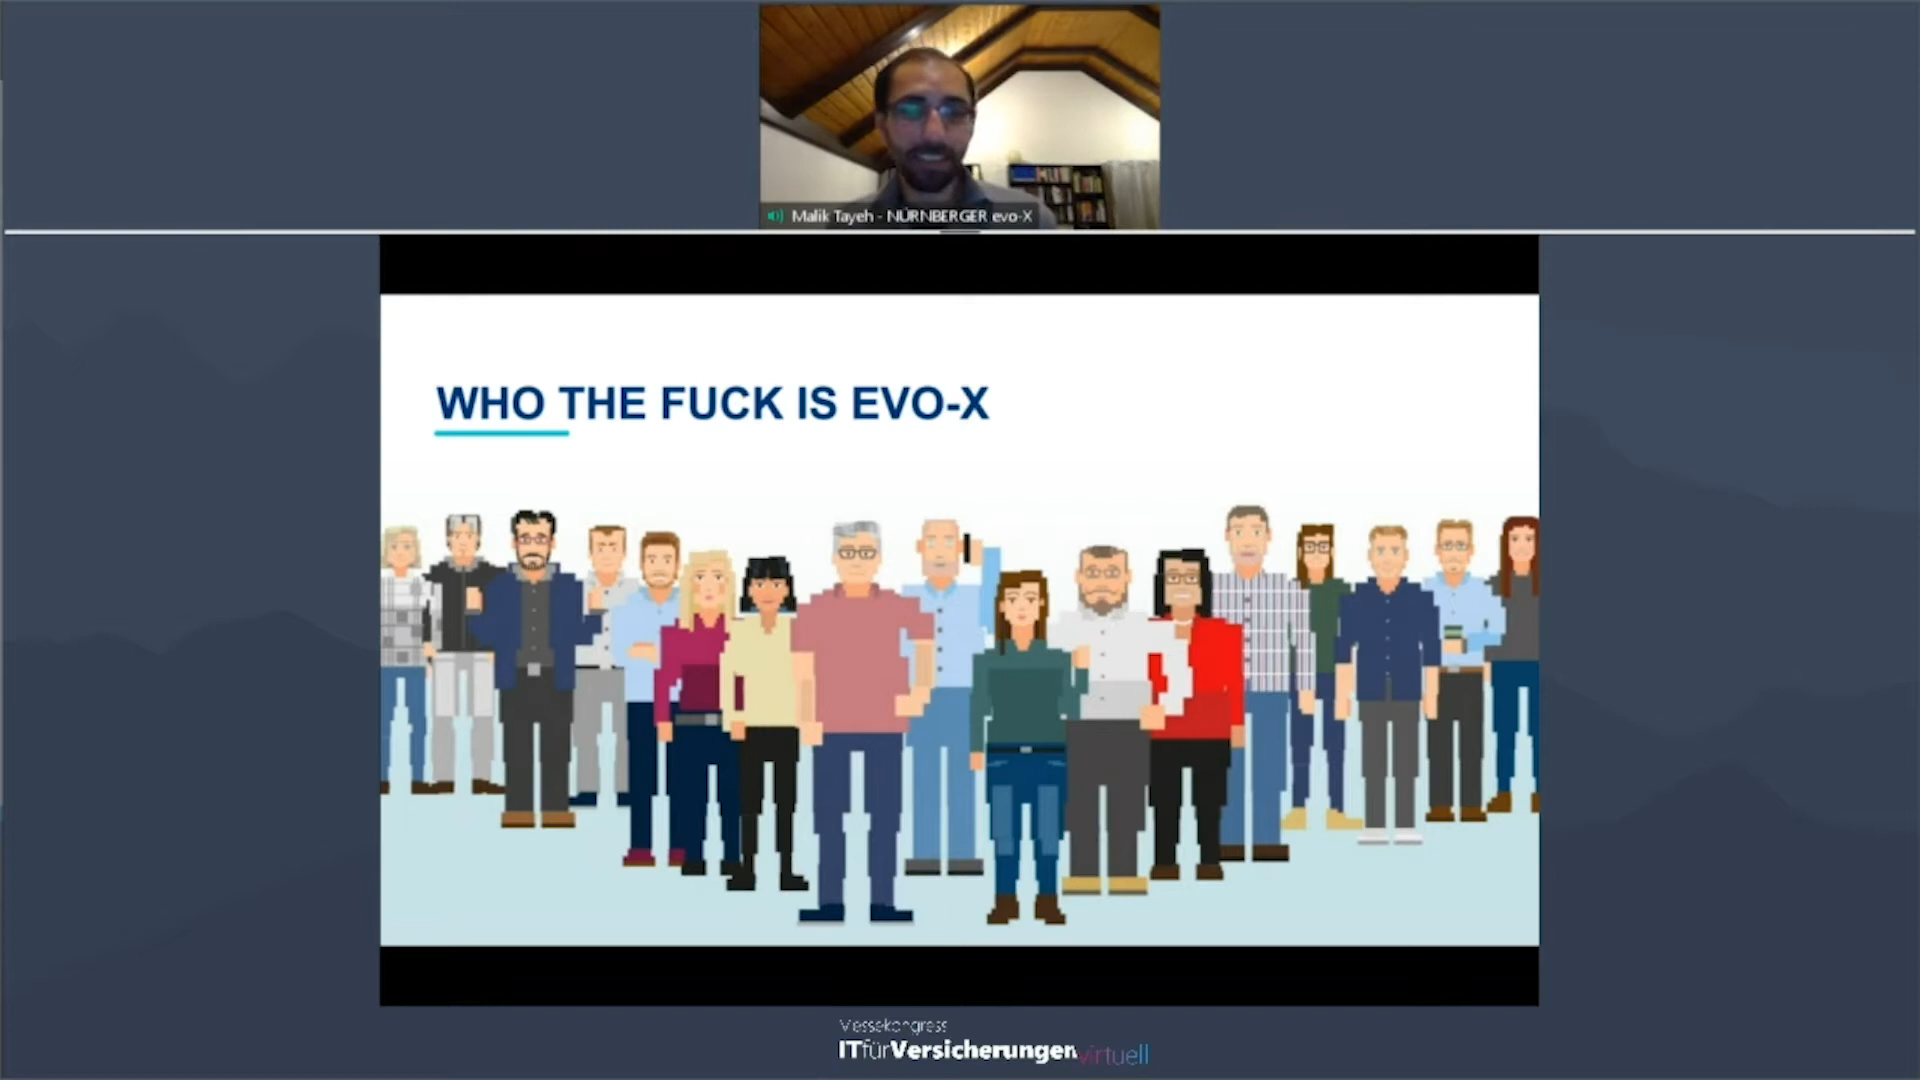 Malik Tayeh - NÜRNBERGER evo-X
WHO THE FUCK IS EVO-X
Messekongress
ITfürVersicherungen virtuell